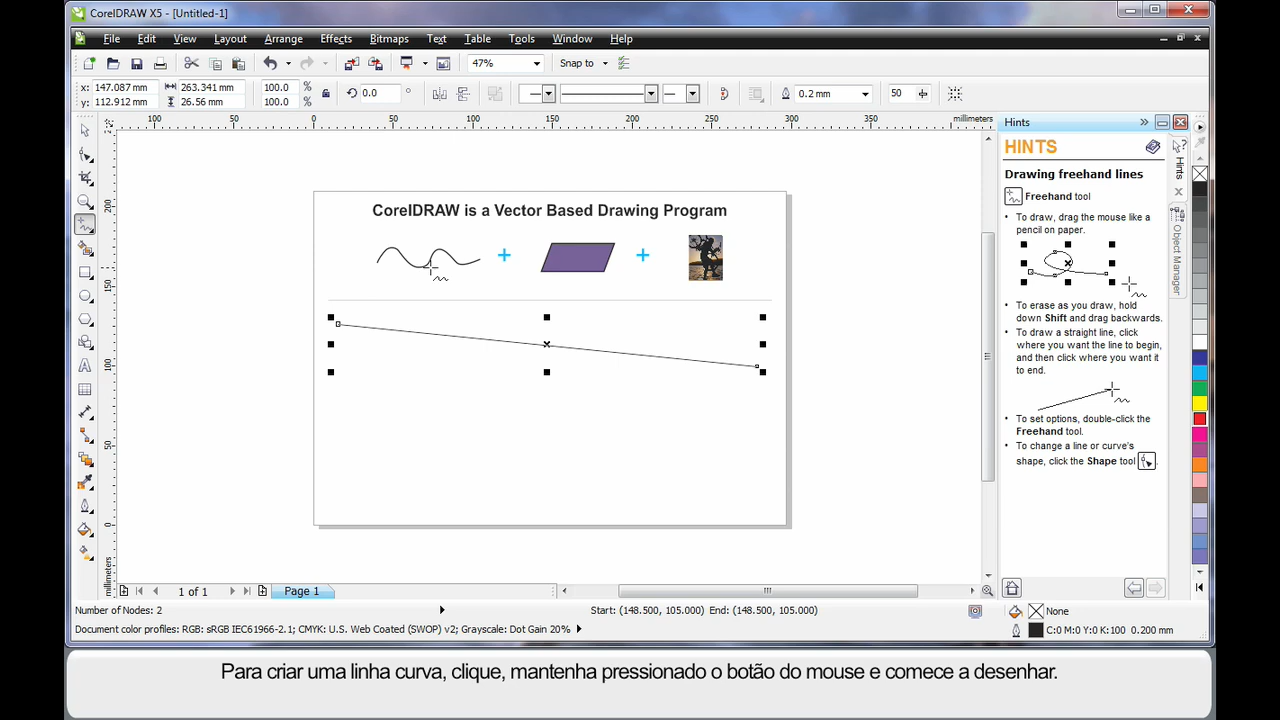 CorelDRAW X5 - [Untitled-1]
File Edit View Layout Arrange Effects Bitmaps Text Table Tools Window Help
47% Snap to
x: 147.087 mm 263.341 mm 100.0 % 0.0 ° 0.2 mm 50
y: 112.912 mm 26.56 mm 100.0 %
100 50 0 50 100 150 200 250 300 350 millimeters
200
150
100
50
0
millimeters
CorelDRAW is a Vector Based Drawing Program
Hints
HINTS
Drawing freehand lines
Freehand tool
• To draw, drag the mouse like a
pencil on paper.
• To erase as you draw, hold
down Shift and drag backwards.
• To draw a straight line, click
where you want the line to begin,
and then click where you want it
to end.
• To set options, double-click the
Freehand tool.
• To change a line or curve's
shape, click the Shape tool .
Hints
Object Manager
1 of 1 Page 1
Number of Nodes: 2 Start: (148.500, 105.000) End: (148.500, 105.000) None
Document color profiles: RGB: sRGB IEC61966-2.1; CMYK: U.S. Web Coated (SWOP) v2; Grayscale: Dot Gain 20% C:0 M:0 Y:0 K:100 0.200 mm
Para criar uma linha curva, clique, mantenha pressionado o botão do mouse e comece a desenhar.